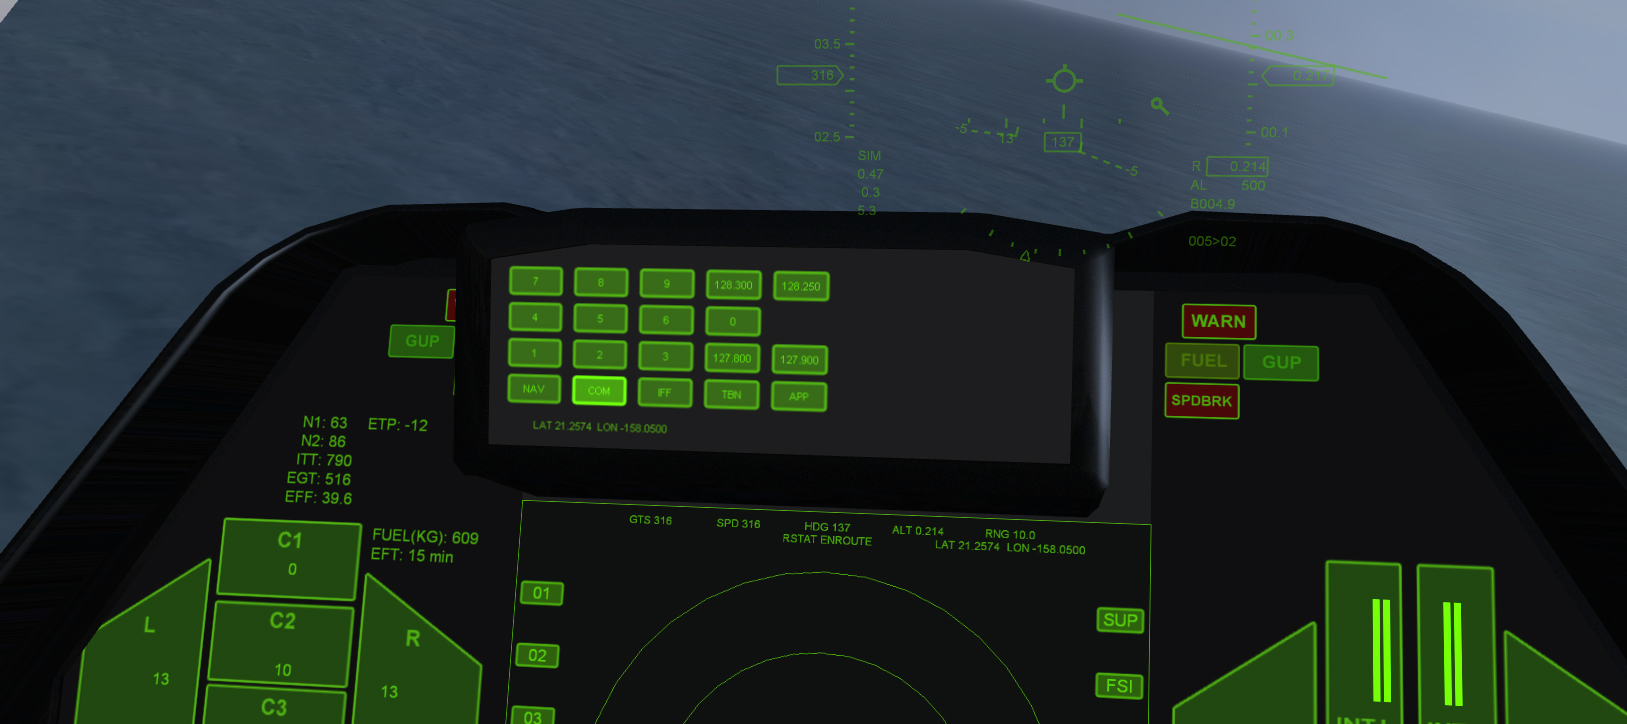 03.5
316
02.5
SIM
0.47
0.3
5.3
-5
13
137
-5
00.3
00.1
R 0.214
AL 500
B004.9
005>02
7 8 9 128.300 128.250
4 5 6 0
1 2 3 127.800 127.900
NAV COM IFF TBN APP
LAT 21.2574 LON -158.0500
GUP
WARN
FUEL GUP
SPDBRK
N1: 63 ETP: -12
N2: 86
ITT: 790
EGT: 516
EFF: 39.6
FUEL(KG): 609
EFT: 15 min
C1
0
C2
10
C3
L
13
R
13
GTS 316 SPD 316 HDG 137 ALT 0.214 RNG 10.0
RSTAT ENROUTE LAT 21.2574 LON -158.0500
01
02
03
SUP
FSI